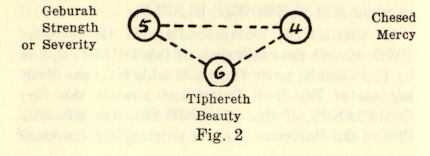 Geburah
Strength
or Severity
5
4
Chesed
Mercy
6
Tiphereth
Beauty
Fig. 2